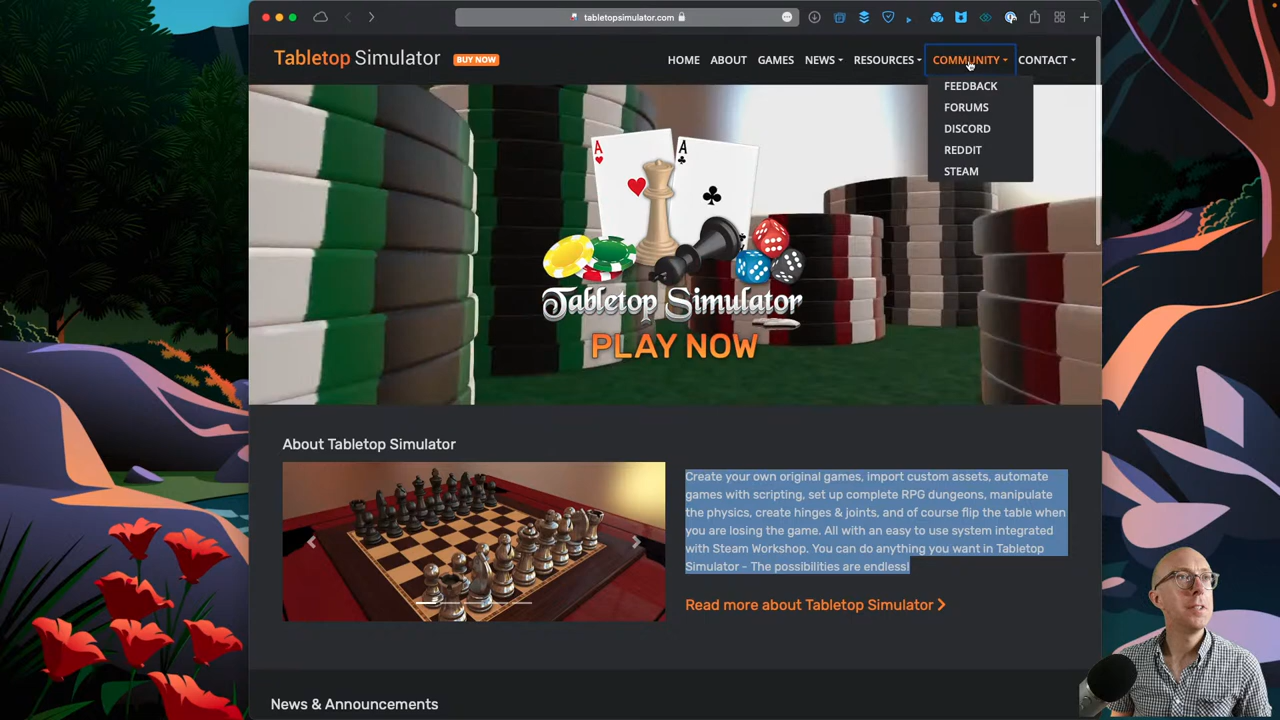 tabletopsimulator.com
Tabletop Simulator BUY NOW HOME ABOUT GAMES NEWS RESOURCES COMMUNITY CONTACT
FEEDBACK
FORUMS
DISCORD
REDDIT
STEAM
A A
Tabletop Simulator
PLAY NOW
About Tabletop Simulator
Create your own original games, import custom assets, automate
games with scripting, set up complete RPG dungeons, manipulate
the physics, create hinges & joints, and of course flip the table when
you are losing the game. All with an easy to use system integrated
with Steam Workshop. You can do anything you want in Tabletop
Simulator - The possibilities are endless!
Read more about Tabletop Simulator
News & Announcements